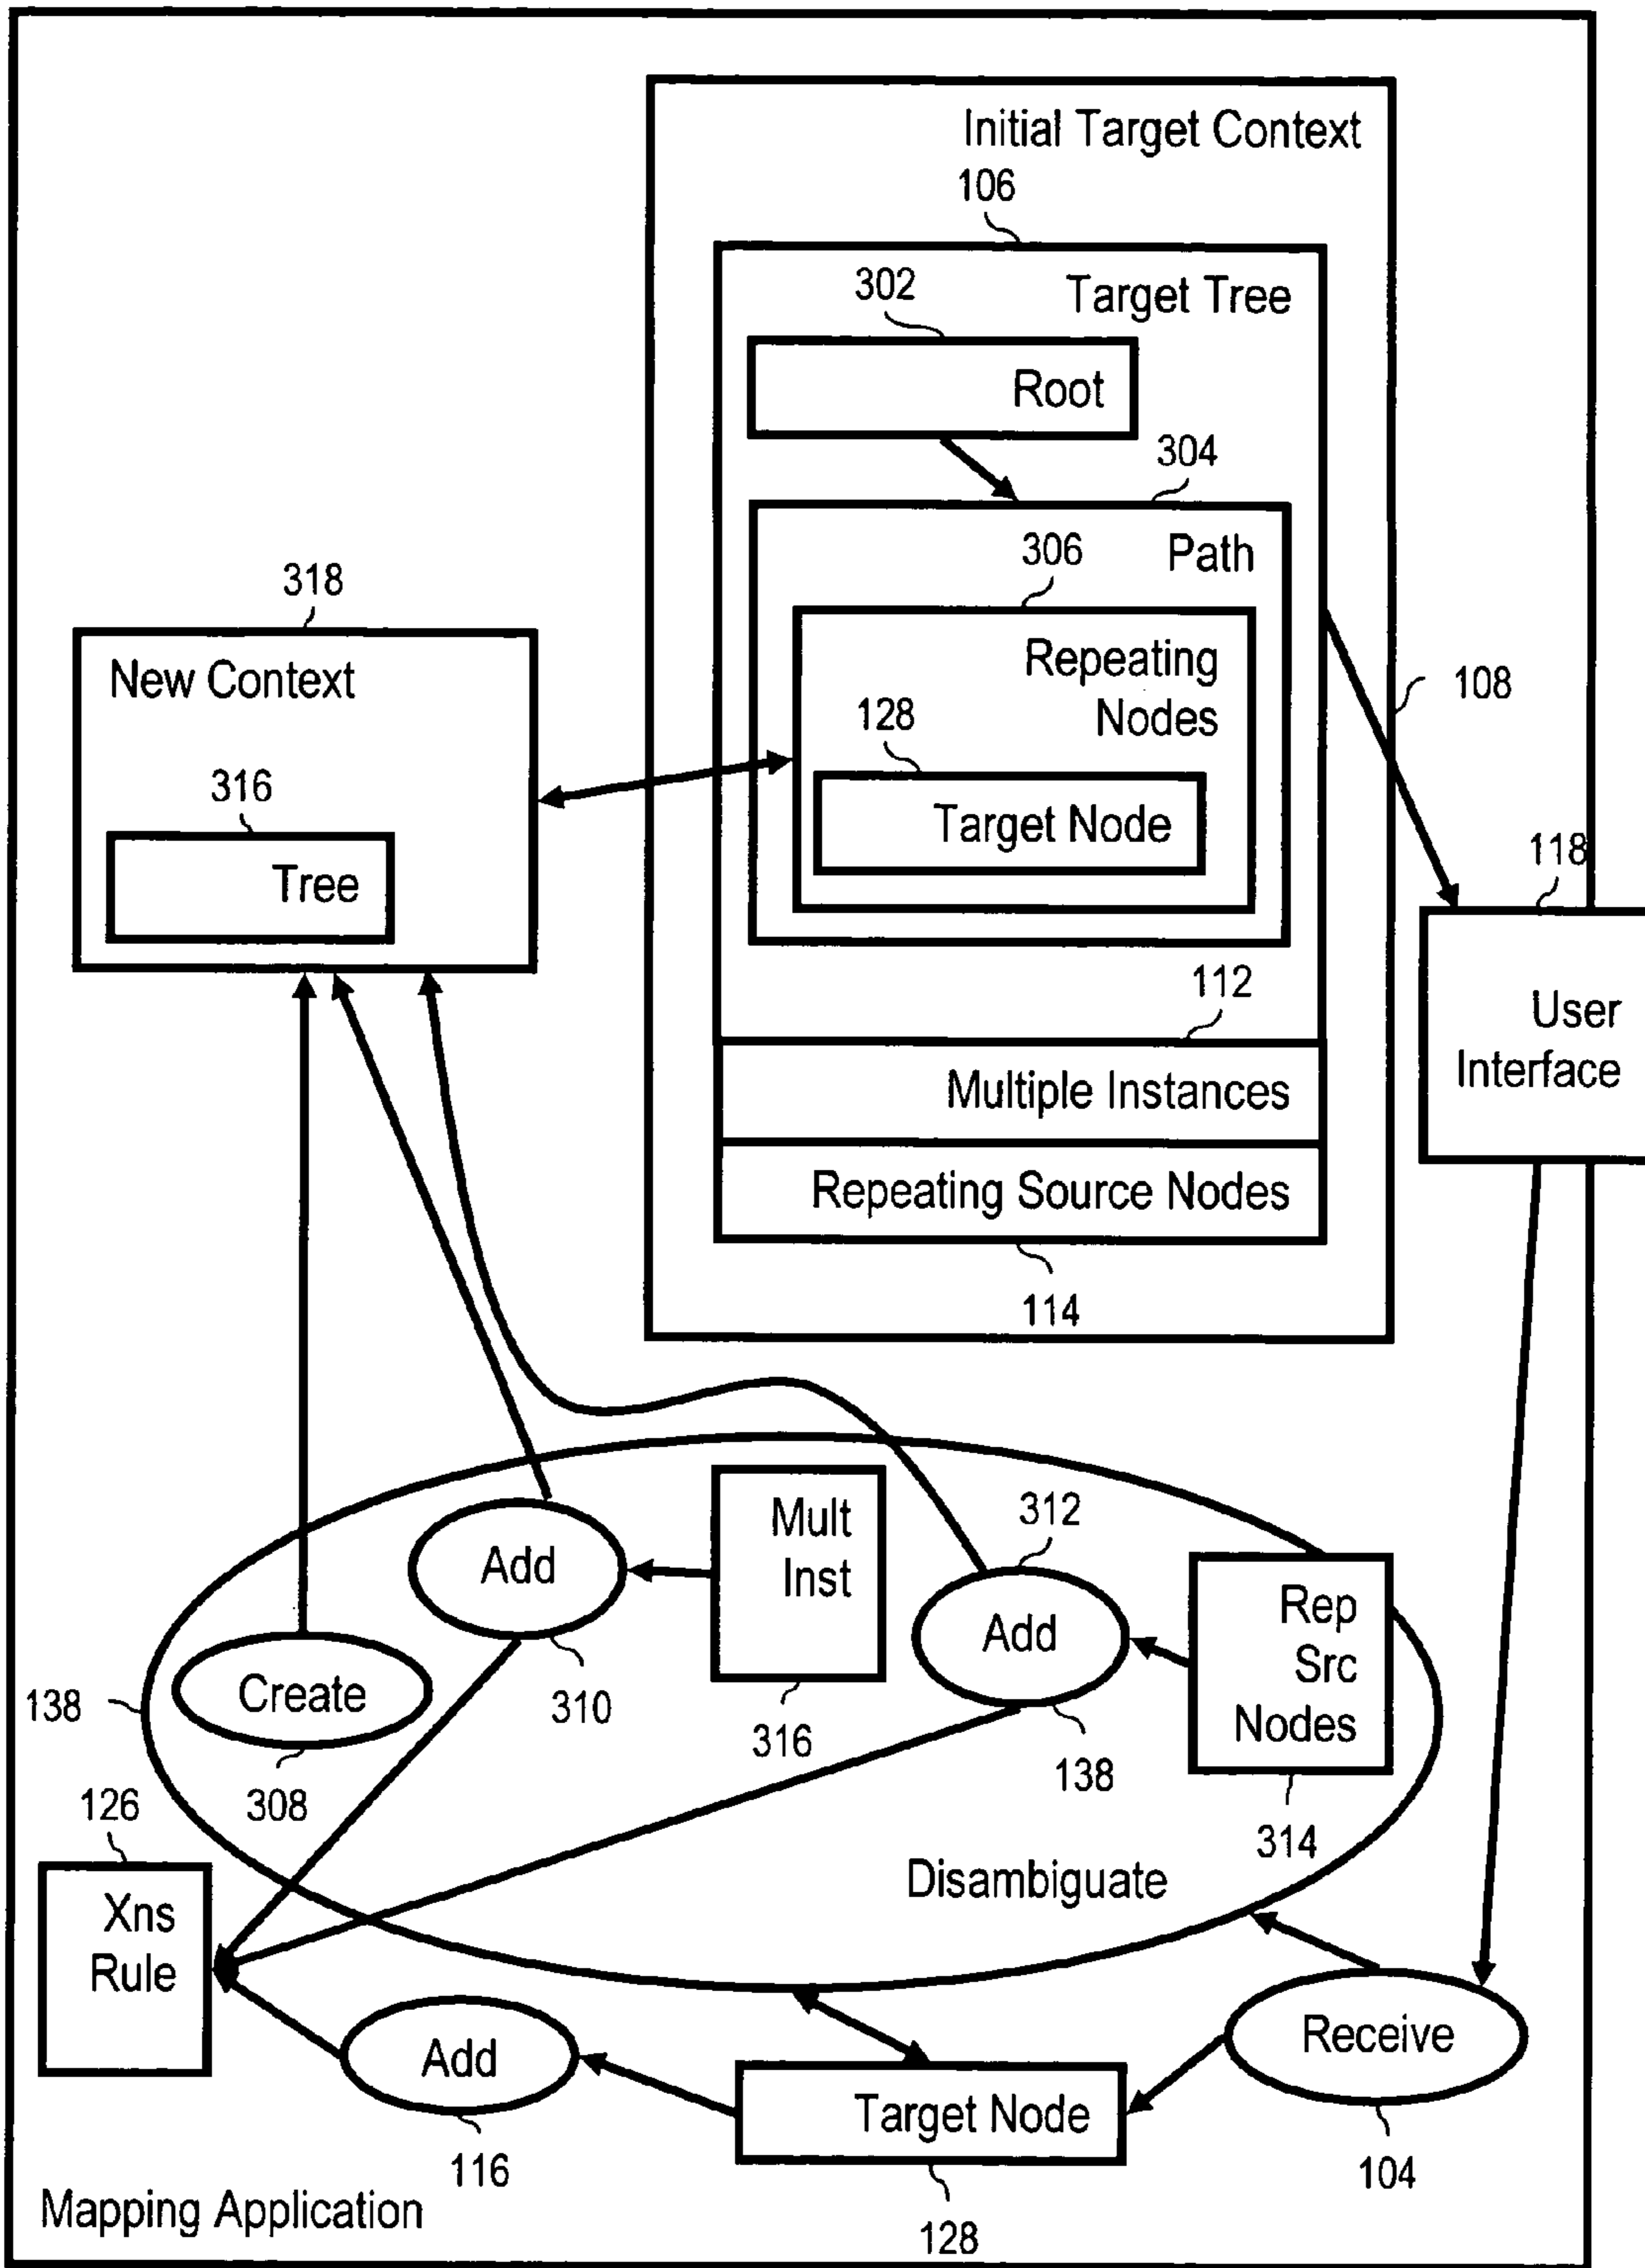 Initial Target Context
106
302
Target Tree
Root
304
306
Path
318
New Context
Repeating
Nodes
108
128
316
Target Node
Tree
118
112
User
Interface
Multiple Instances
Repeating Source Nodes
114
312
Mult
Inst
Add
Rep
Src
Nodes
Add
Create
138
310
316
138
308
126
314
Disambiguate
Xns
Rule
Receive
Add
Target Node
116
104
Mapping Application
128